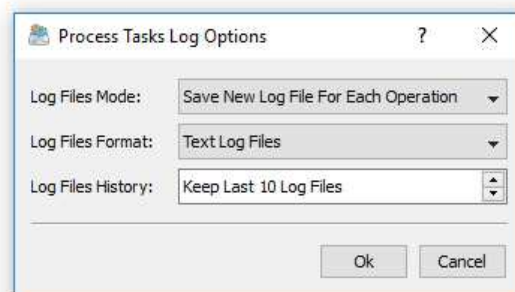 Process Tasks Log Options ?
Log Files Mode: Save New Log File For Each Operation
Log Files Format: Text Log Files
Log Files History: Keep Last 10 Log Files
Ok Cancel